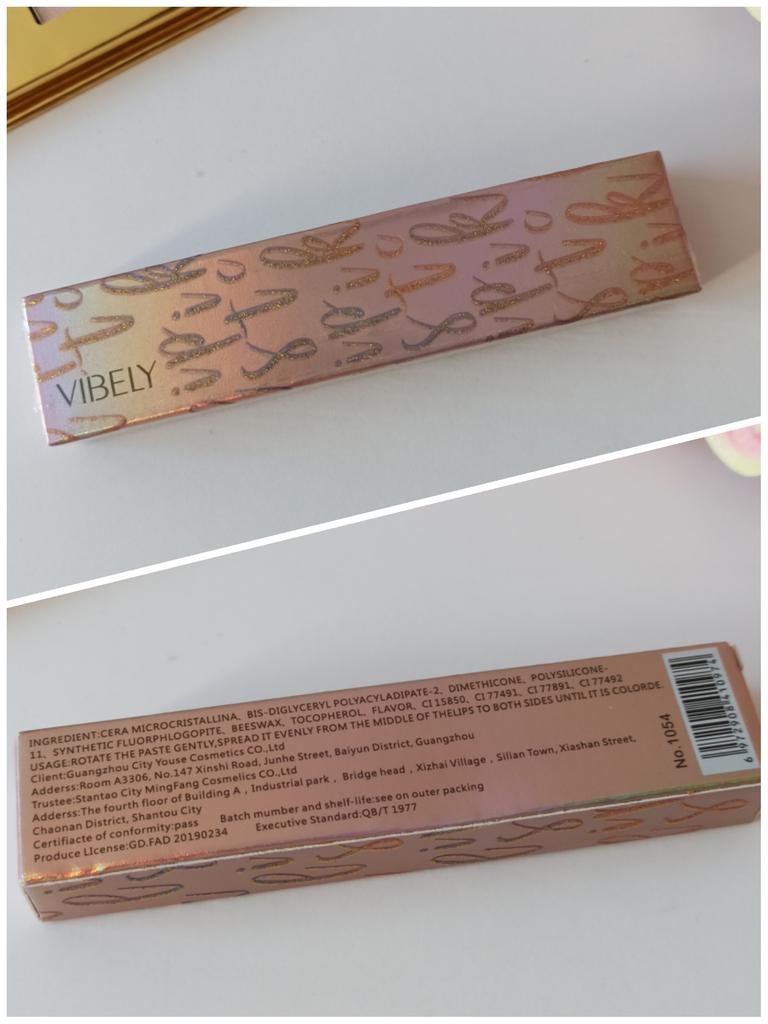 VIBELY
INGREDIENT:CERA MICROCRISTALLINA, BIS-DIGLYCERYL POLYACYLADIPATE-2, DIMETHICONE, POLYSILICONE-
11, SYNTHETIC FLUORPHLOGOPITE, BEESWAX, TOCOPHEROL, FLAVOR, CI 15850, CI 77491, CI 77891, CI 77492
USAGE:ROTATE THE PASTE GENTLY,SPREAD IT EVENLY FROM THE MIDDLE OF THELIPS TO BOTH SIDES UNTIL IT IS COLORDE.
Client:Guangzhou City Youse Cosmetics CO.,Ltd
Adderss:Room A3306, No.147 Xinshi Road, Junhe Street, Baiyun District, Guangzhou
Trustee:Stantao City MingFang Cosmelics CO.,Ltd
Adderss:The fourth floor of Building A , Industrial park , Bridge head , Xizhai Village , Silian Town, Xiashan Street,
Chaonan District, Shantou City
Certifiacte of conformity:pass Batch mumber and shelf-life:see on outer packing
Produce LIcense:GD.FAD 20190234 Executive Standard:QB/T 1977
No.1054
6 972908 410974